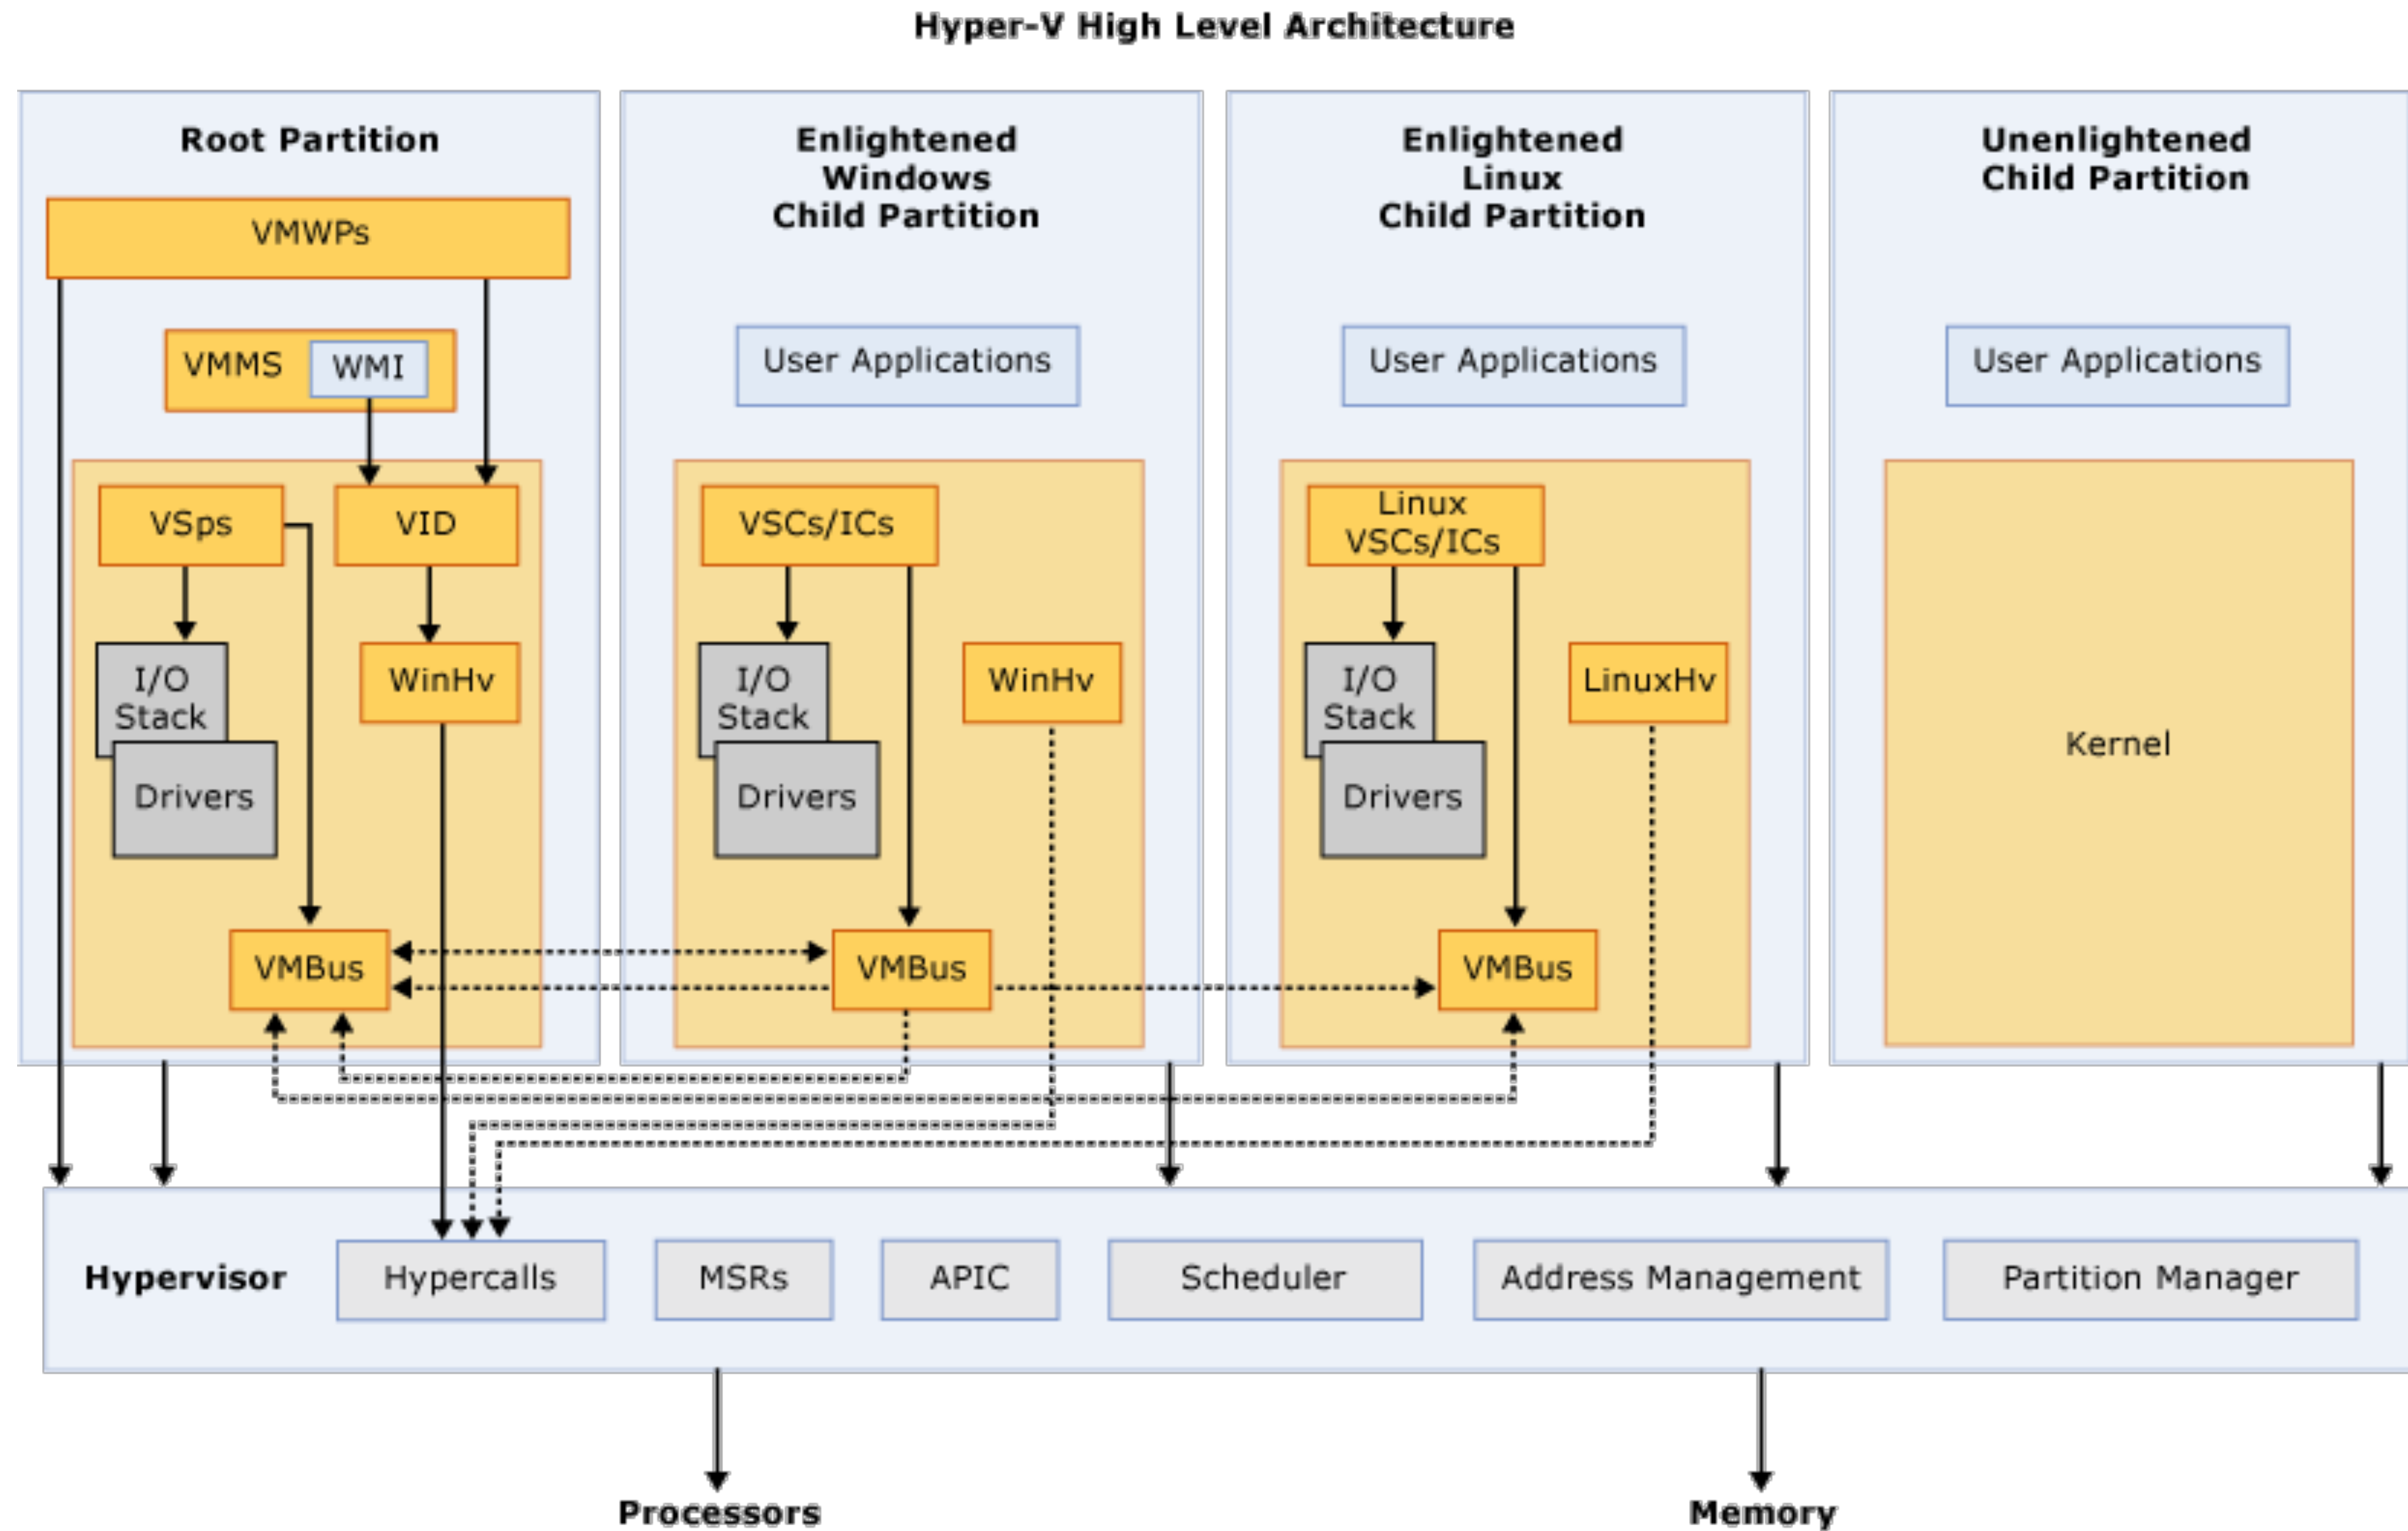 Hyper-V High Level Architecture
Root Partition
VMWPs
VMMS
WMI
VSps
VID
I/O
Stack
Drivers
WinHv
VMBus
Enlightened
Windows
Child Partition
User Applications
VSCs/ICs
I/O
Stack
Drivers
WinHv
VMBus
Enlightened
Linux
Child Partition
User Applications
Linux
VSCs/ICs
I/O
Stack
Drivers
LinuxHv
VMBus
Unenlightened
Child Partition
User Applications
Kernel
Hypervisor
Hypercalls
MSRs
APIC
Scheduler
Address Management
Partition Manager
Processors
Memory